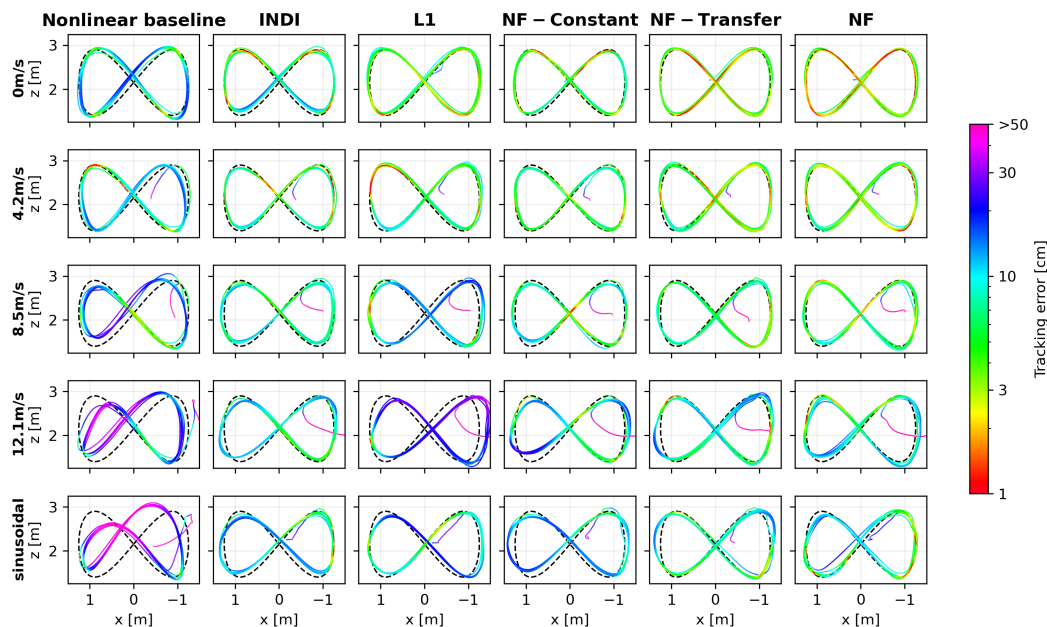 Nonlinear baseline INDI L1 NF − Constant NF − Transfer NF
0m/s
z [m]
3
2
4.2m/s
z [m]
3
2
8.5m/s
z [m]
3
2
12.1m/s
z [m]
3
2
sinusoidal
z [m]
3
2
1 0 −1 1 0 −1 1 0 −1 1 0 −1 1 0 −1 1 0 −1
x [m] x [m] x [m] x [m] x [m] x [m]
>50
30
10
3
1
Tracking error [cm]